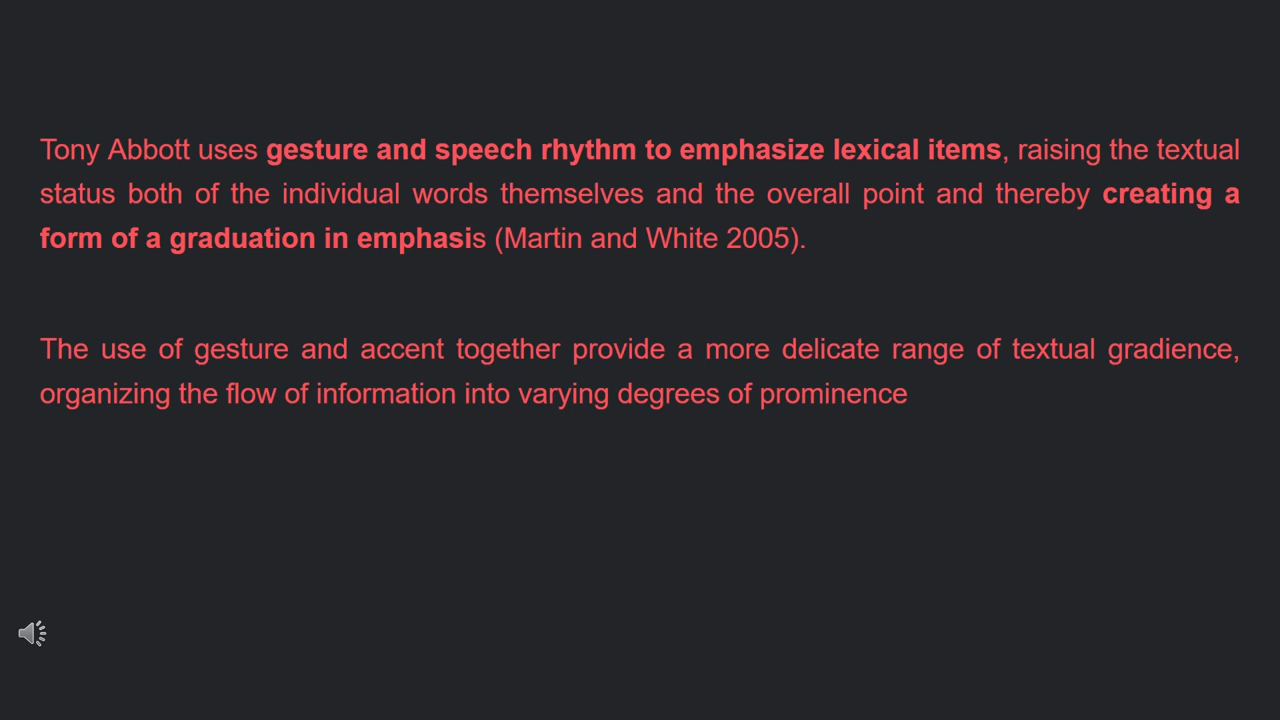 Tony Abbott uses gesture and speech rhythm to emphasize lexical items, raising the textual
status both of the individual words themselves and the overall point and thereby creating a
form of a graduation in emphasis (Martin and White 2005).
The use of gesture and accent together provide a more delicate range of textual gradience,
organizing the flow of information into varying degrees of prominence